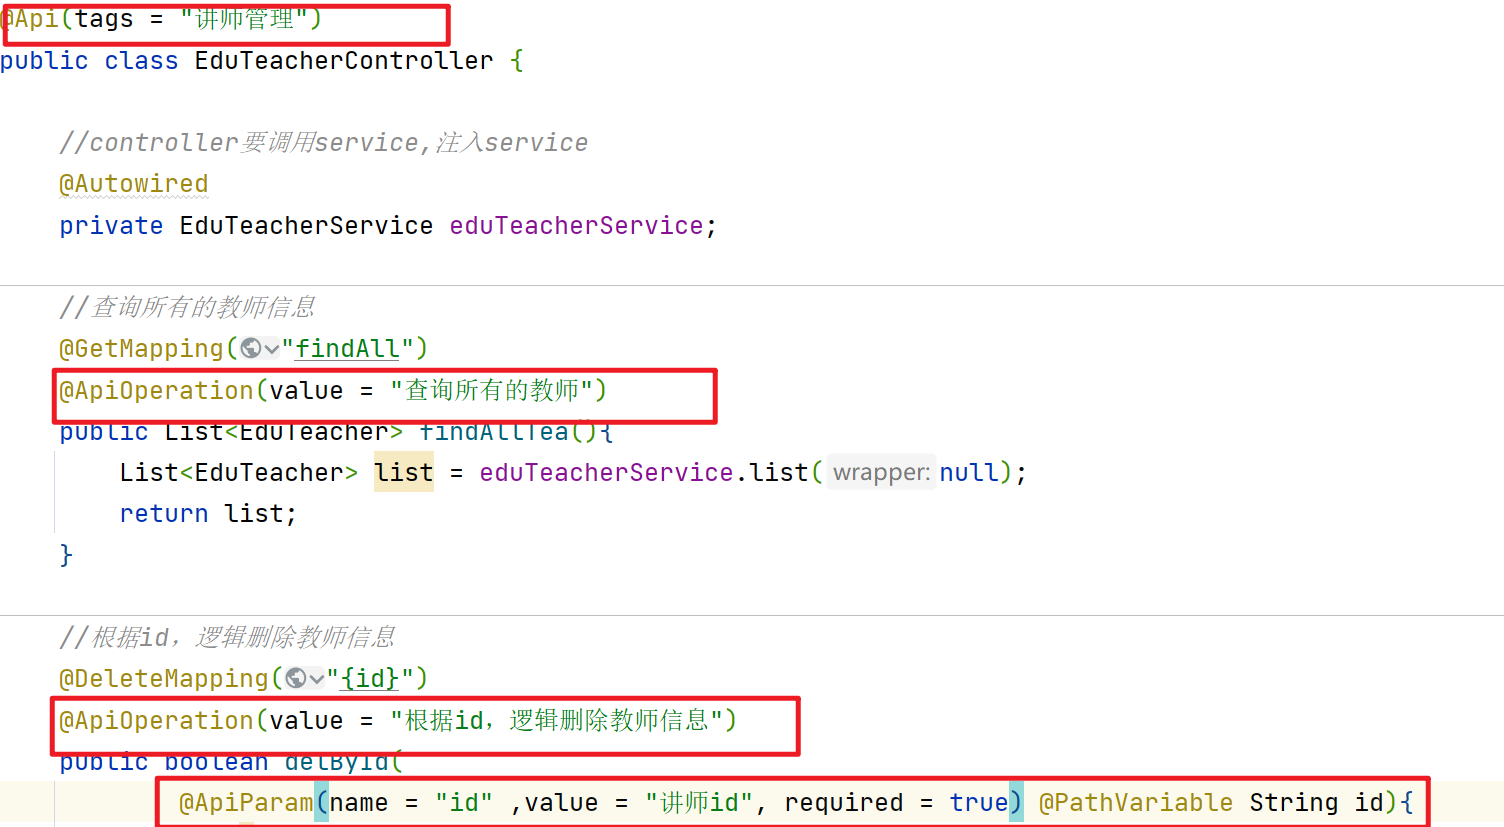 @Api(tags = "讲师管理")
public class EduTeacherController {
//controller要调用service,注入service
@Autowired
private EduTeacherService eduTeacherService;
//查询所有的教师信息
@GetMapping("findAll")
@ApiOperation(value = "查询所有的教师")
public List<EduTeacher> findAllTea(){
List<EduTeacher> list = eduTeacherService.list( wrapper: null);
return list;
}
//根据id，逻辑删除教师信息
@DeleteMapping("{id}")
@ApiOperation(value = "根据id，逻辑删除教师信息")
public boolean delById(
@ApiParam(name = "id" ,value = "讲师id", required = true) @PathVariable String id){